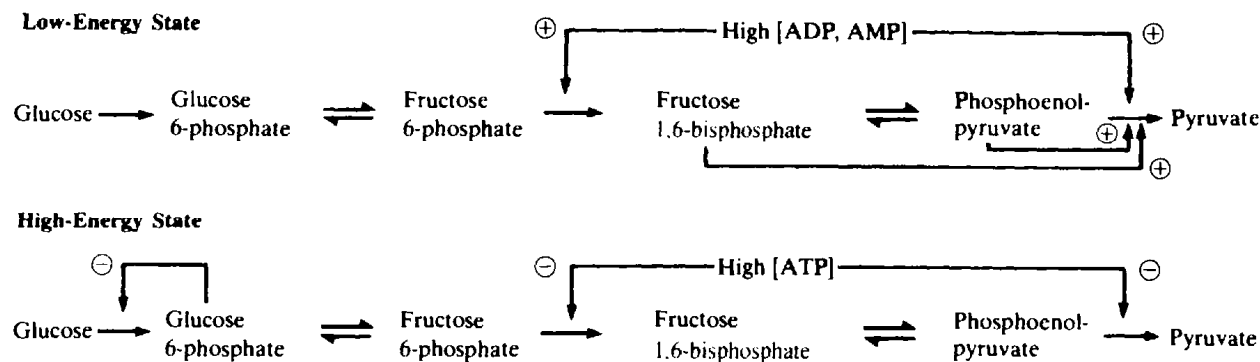 Low-Energy State
⊕ High [ADP, AMP] ⊕
Glucose Glucose Fructose Fructose Phosphoenol- Pyruvate
6-phosphate 6-phosphate 1,6-bisphosphate pyruvate ⊕
⊕
High-Energy State
⊖ ⊖ High [ATP] ⊖
Glucose Glucose Fructose Fructose Phosphoenol- Pyruvate
6-phosphate 6-phosphate 1,6-bisphosphate pyruvate